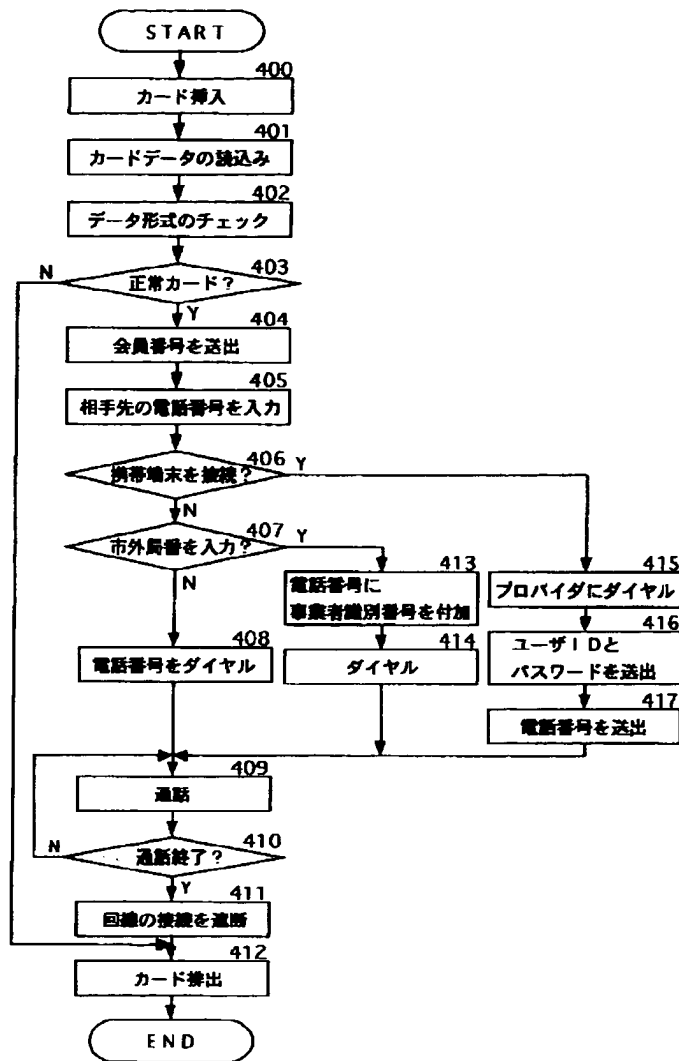 START
400
カード挿入
401
カードデータの読込み
402
データ形式のチェック
403
N
正常カード?
Y
404
会員番号を送出
405
相手先の電話番号を入力
406
携帯端末を接続?
Y
N
407
市外局番を入力?
Y
N
413
電話番号に
事業者識別番号を付加
415
プロバイダにダイヤル
408
電話番号をダイヤル
414
ダイヤル
416
ユーザIDと
パスワードを送出
417
電話番号を送出
409
通話
410
N
通話終了?
Y
411
回線の接続を遮断
412
カード排出
END